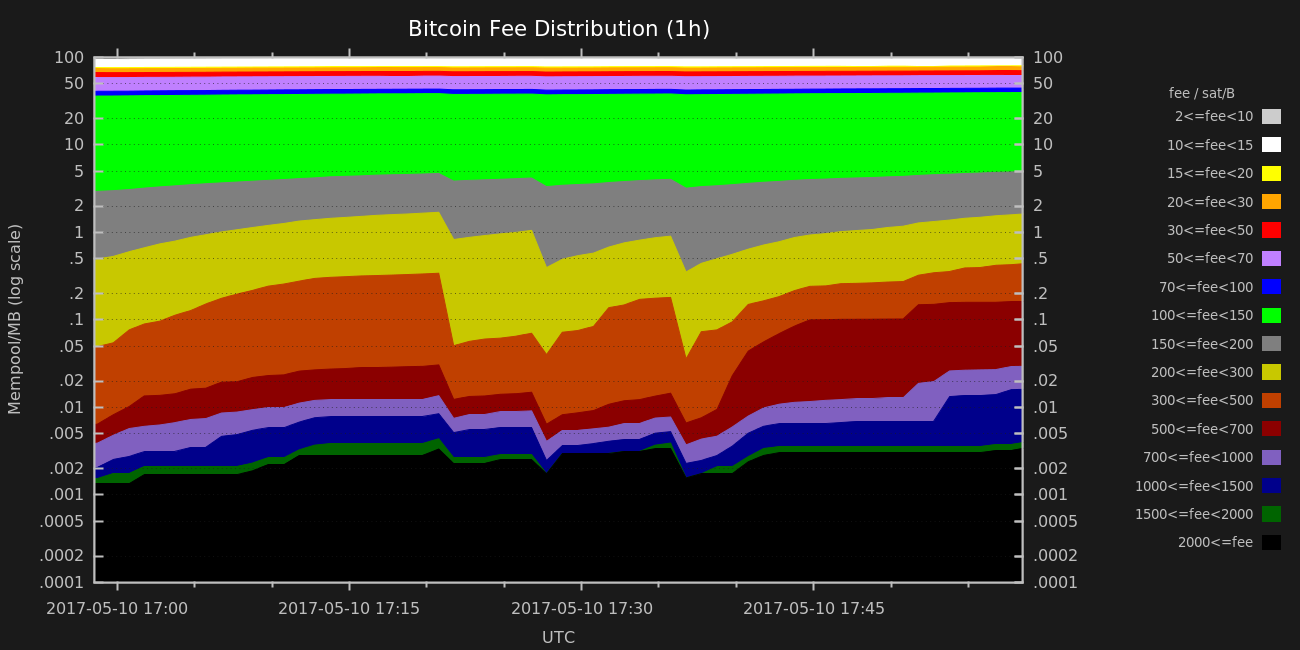 Bitcoin Fee Distribution (1h)
Mempool/MB (log scale)
100
50
20
10
5
2
1
.5
.2
.1
.05
.02
.01
.005
.002
.001
.0005
.0002
.0001
100
50
20
10
5
2
1
.5
.2
.1
.05
.02
.01
.005
.002
.001
.0005
.0002
.0001
2017-05-10 17:00
2017-05-10 17:15
2017-05-10 17:30
2017-05-10 17:45
UTC
fee / sat/B
2<=fee<10
10<=fee<15
15<=fee<20
20<=fee<30
30<=fee<50
50<=fee<70
70<=fee<100
100<=fee<150
150<=fee<200
200<=fee<300
300<=fee<500
500<=fee<700
700<=fee<1000
1000<=fee<1500
1500<=fee<2000
2000<=fee